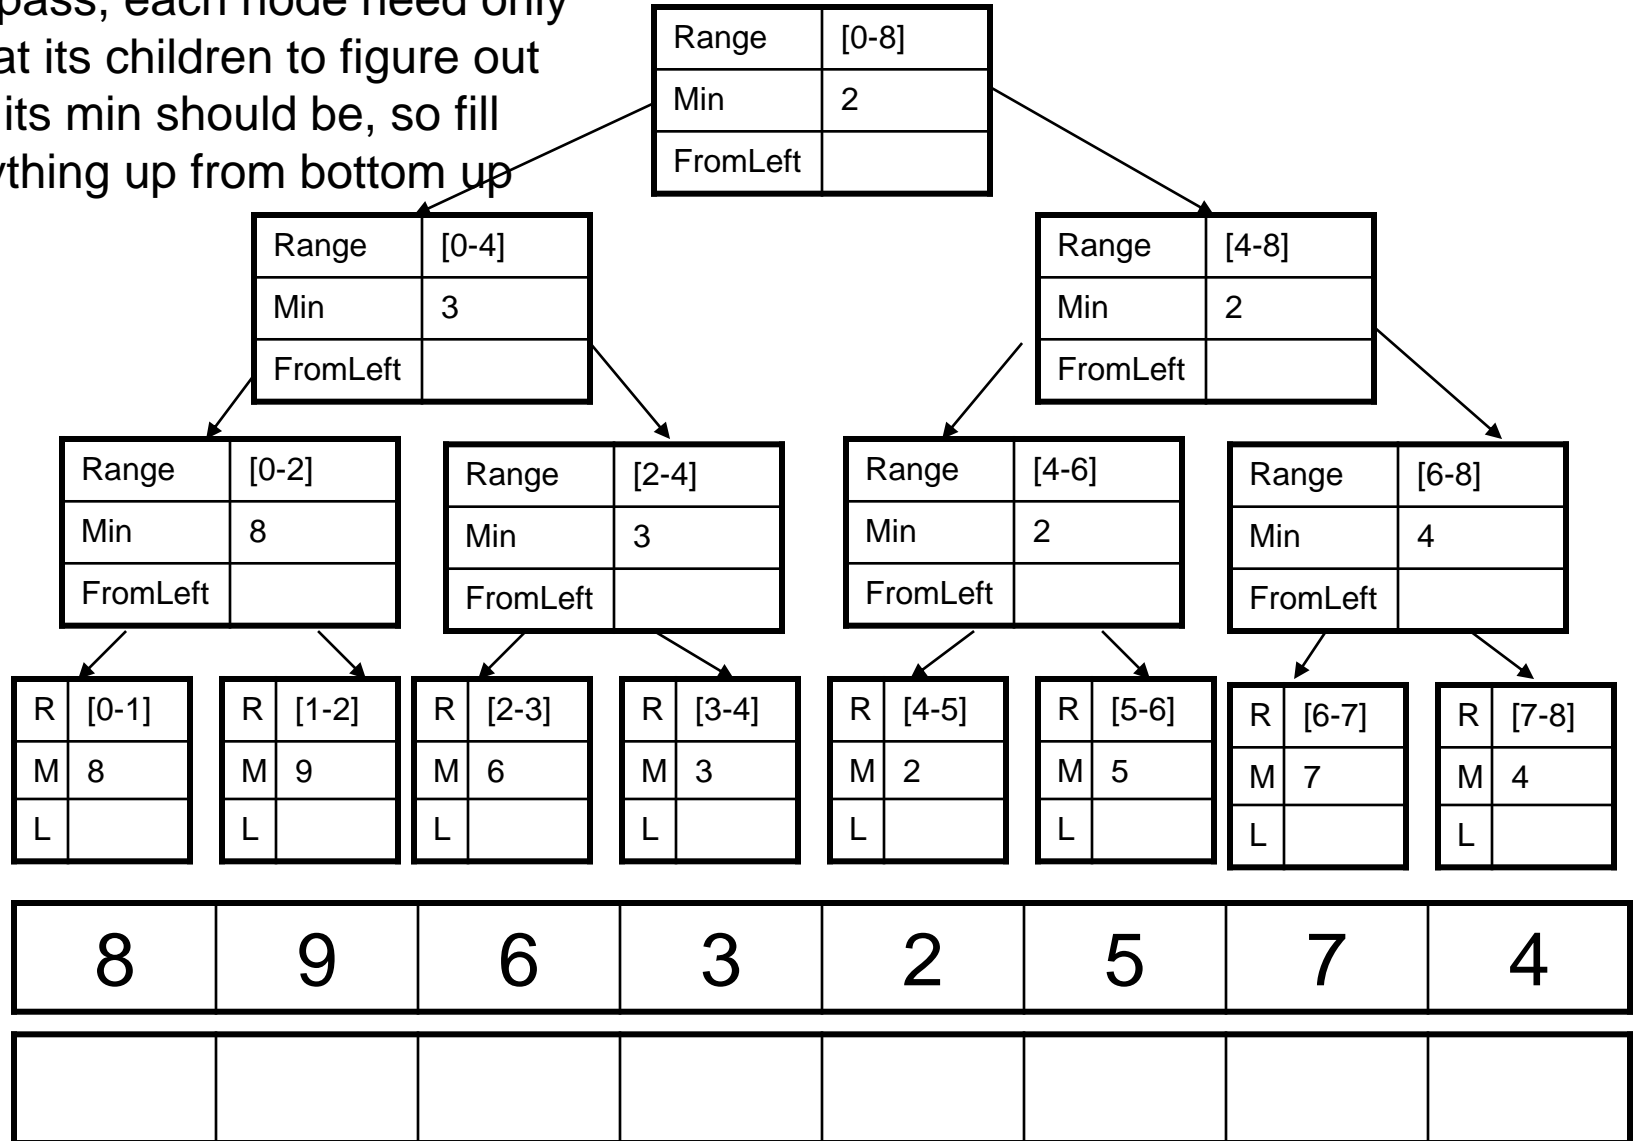 pass, each node need only
at its children to figure out
its min should be, so fill
ything up from bottom up
Range [0-8]
Min 2
FromLeft
Range [0-4]
Min 3
FromLeft
Range [4-8]
Min 2
FromLeft
Range [0-2]
Min 8
FromLeft
Range [2-4]
Min 3
FromLeft
Range [4-6]
Min 2
FromLeft
Range [6-8]
Min 4
FromLeft
R [0-1]
M 8
L
R [1-2]
M 9
L
R [2-3]
M 6
L
R [3-4]
M 3
L
R [4-5]
M 2
L
R [5-6]
M 5
L
R [6-7]
M 7
L
R [7-8]
M 4
L
8 9 6 3 2 5 7 4